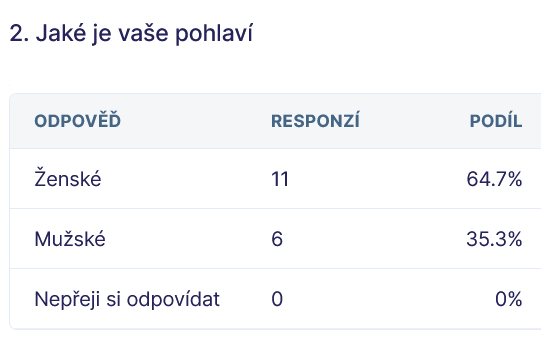 2. Jaké je vaše pohlaví
ODPOVĚĎ RESPONZÍ PODÍL
Ženské 11 64.7%
Mužské 6 35.3%
Nepřeji si odpovídat 0 0%